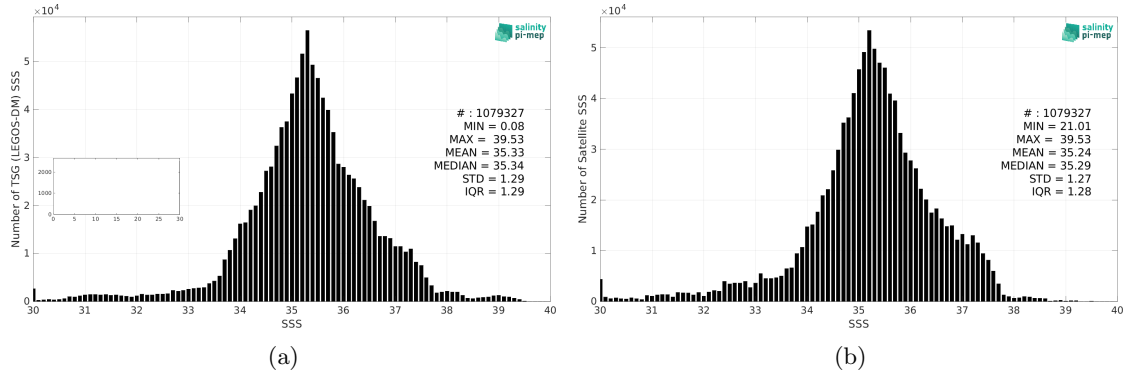 ×10^4
salinity
pi-mep
Number of TSG (LEGOS-DM) SSS
5
4
3
2
1
0
# : 1079327
MIN = 0.08
MAX = 39.53
MEAN = 35.33
MEDIAN = 35.34
STD = 1.29
IQR = 1.29
2000
1000
0
0 5 10 15 20 25 30
30 31 32 33 34 35 36 37 38 39 40
SSS
(a)
×10^4
salinity
pi-mep
Number of Satellite SSS
5
4
3
2
1
0
# : 1079327
MIN = 21.01
MAX = 39.53
MEAN = 35.24
MEDIAN = 35.29
STD = 1.27
IQR = 1.28
30 31 32 33 34 35 36 37 38 39 40
SSS
(b)